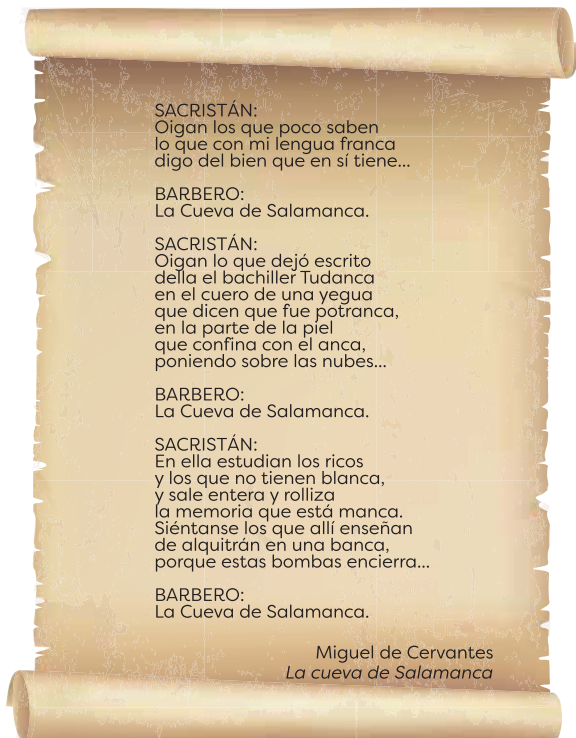 SACRISTÁN:
Oigan los que poco saben
lo que con mi lengua franca
digo del bien que en sí tiene...
BARBERO:
La Cueva de Salamanca.
SACRISTÁN:
Oigan lo que dejó escrito
della el bachiller Tudanca
en el cuero de una yegua
que dicen que fue potranca,
en la parte de la piel
que confina con el anca,
poniendo sobre las nubes...
BARBERO:
La Cueva de Salamanca.
SACRISTÁN:
En ella estudian los ricos
y los que no tienen blanca,
y sale entera y rolliza
la memoria que está manca.
Siéntanse los que allí enseñan
de alquitrán en una banca,
porque estas bombas encierra...
BARBERO:
La Cueva de Salamanca.
Miguel de Cervantes
La cueva de Salamanca